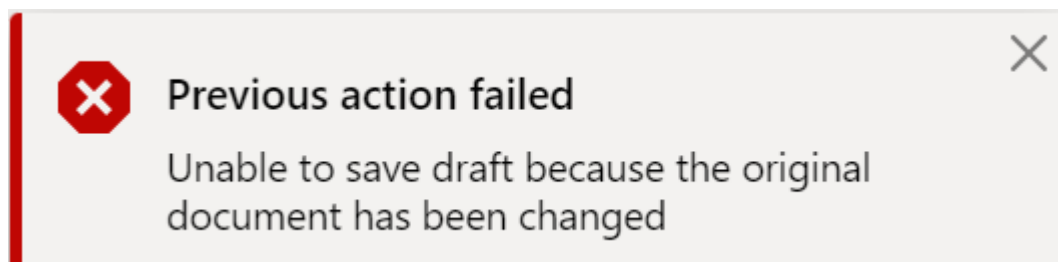 Previous action failed
Unable to save draft because the original
document has been changed